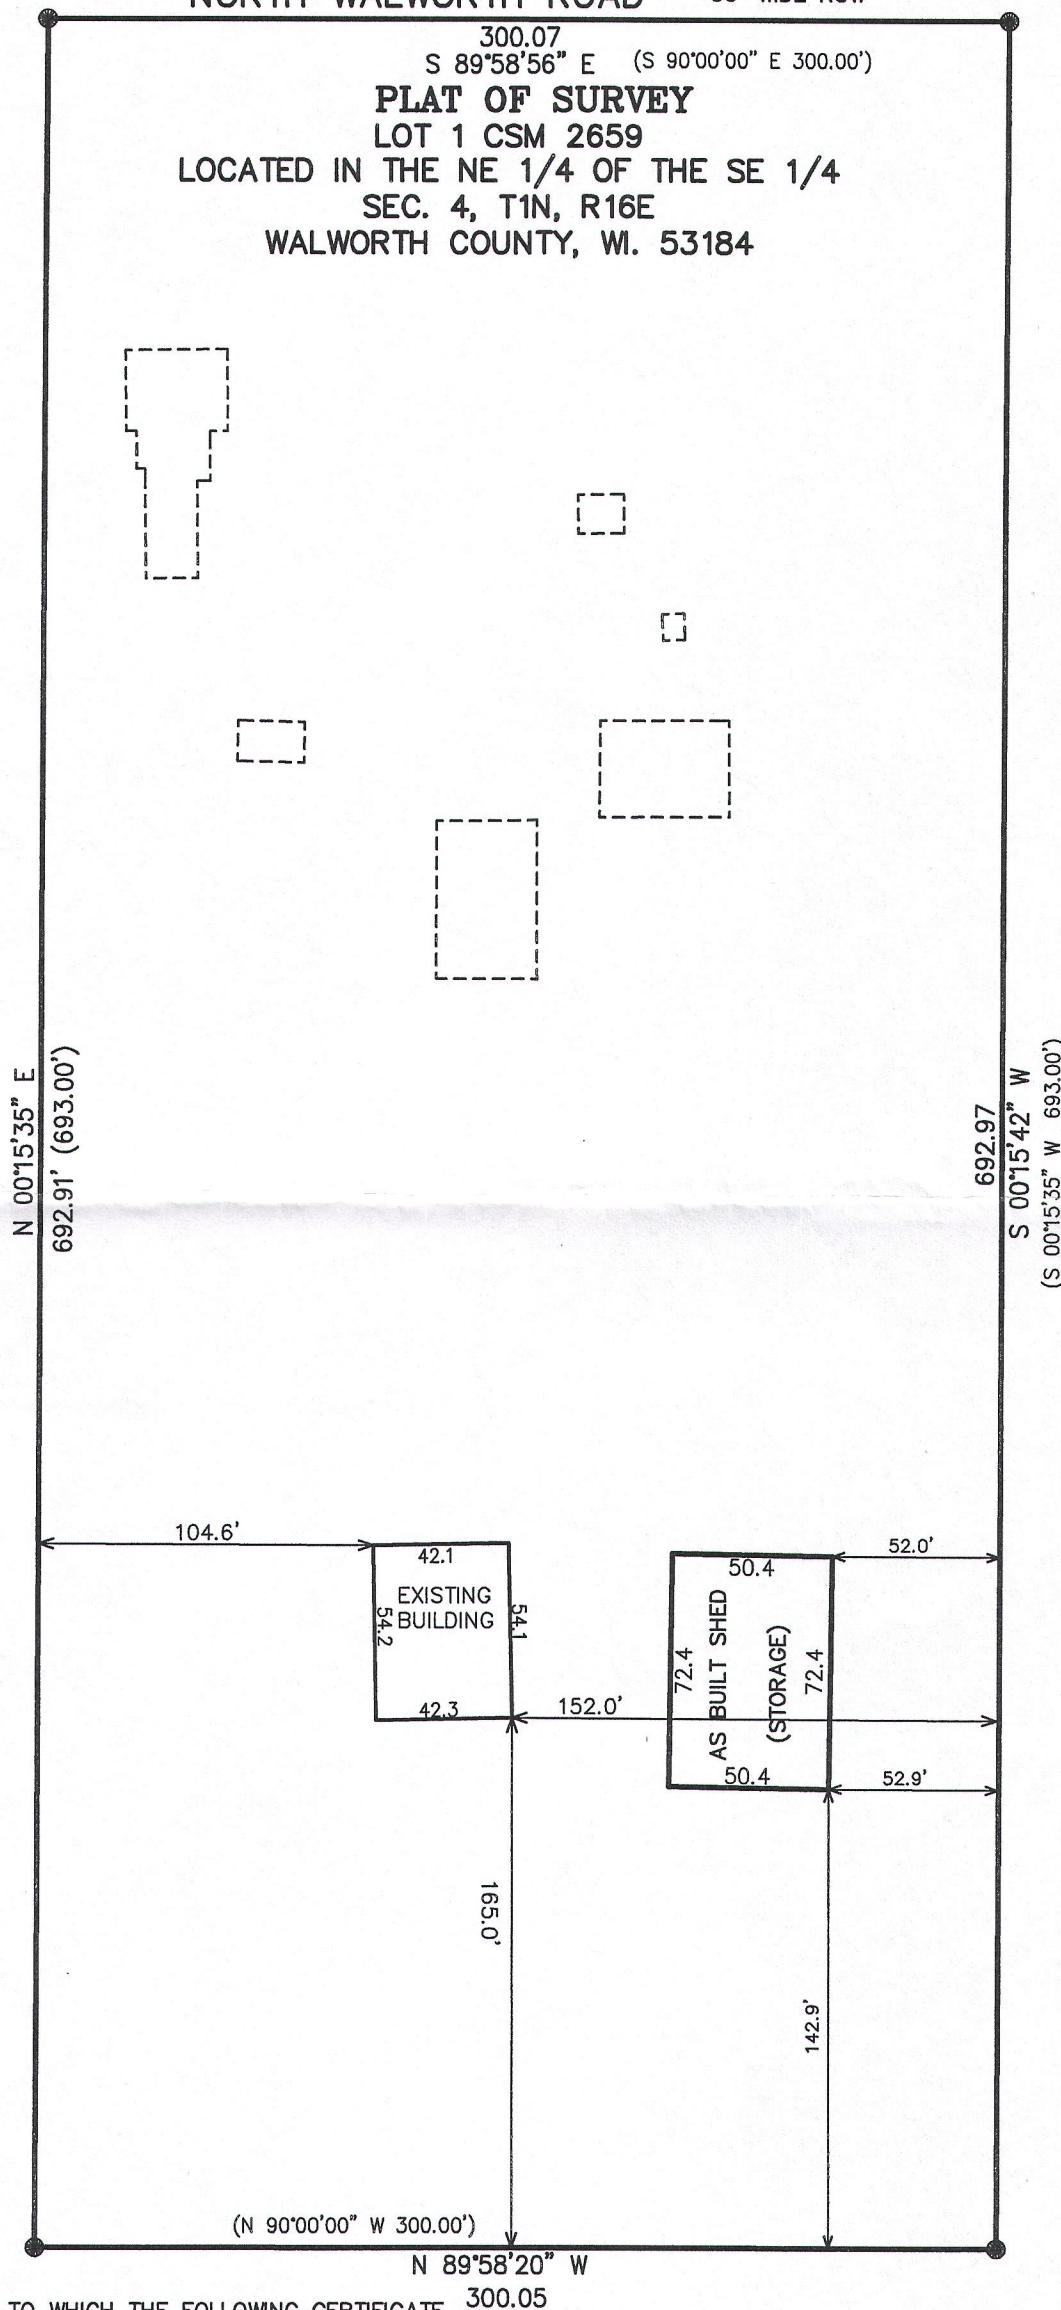 NORTH WALWORTH ROAD
300.07
S 89°58'56" E (S 90°00'00" E 300.00')
PLAT OF SURVEY
LOT 1 CSM 2659
LOCATED IN THE NE 1/4 OF THE SE 1/4
SEC. 4, T1N, R16E
WALWORTH COUNTY, WI. 53184
N 00°15'35" E
692.91' (693.00')
692.97
S 00°15'42" W
(S 00°15'35" W 693.00')
104.6'
42.1
EXISTING
BUILDING
54.2
54.1
42.3
152.0'
50.4
52.0'
72.4
AS BUILT SHED
(STORAGE)
72.4
50.4
52.9'
165.0'
142.9'
(N 90°00'00" W 300.00')
N 89°58'20" W
300.05
TO WHICH THE FOLLOWING CERTIFICATE